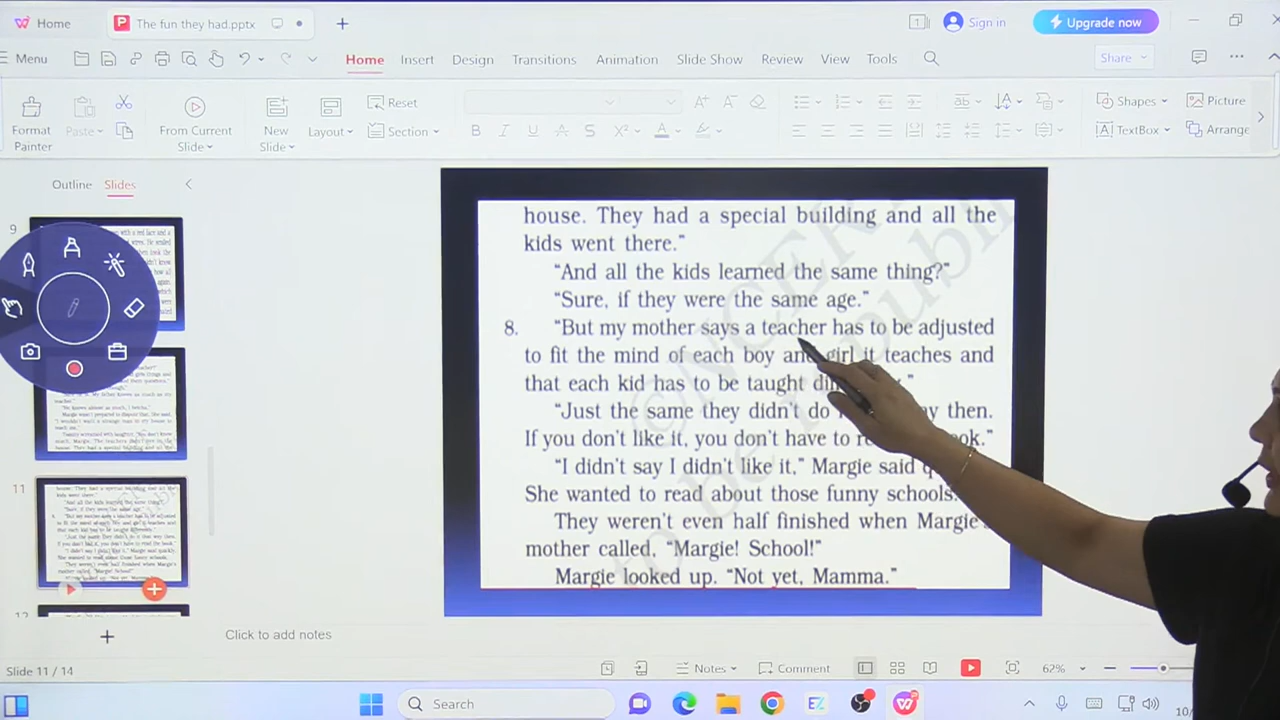 Home
The fun they had.pptx
Sign in
Upgrade now
Menu
Home Insert Design Transitions Animation Slide Show Review View Tools
Share
Format Painter
Paste
From Current Slide
New Slide
Layout
Reset
Section
B I U A S X² A
Shapes
Picture
TextBox
Arrange
Outline Slides
9
11
12
house. They had a special building and all the
kids went there."
"And all the kids learned the same thing?"
"Sure, if they were the same age."
8. "But my mother says a teacher has to be adjusted
to fit the mind of each boy and girl it teaches and
that each kid has to be taught
"Just the same they didn't do then.
If you don't like it, you don't have to
"I didn't say I didn't like it," Margie said
She wanted to read about those funny schools.
They weren't even half finished when Margie's
mother called, "Margie! School!"
Margie looked up. "Not yet, Mamma."
Click to add notes
Slide 11 / 14
Notes
Comment
62%
Search
10